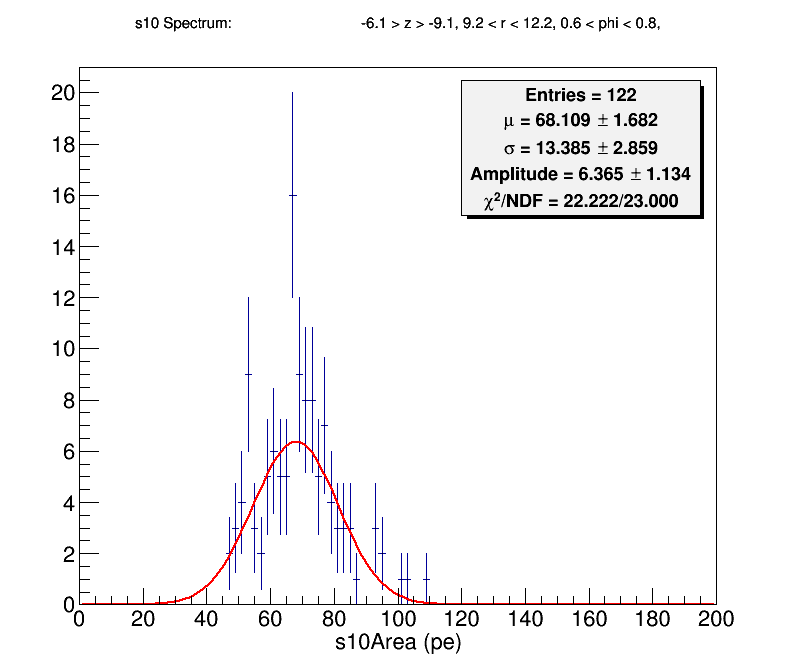 s10 Spectrum: -6.1 > z > -9.1, 9.2 < r < 12.2, 0.6 < phi < 0.8,
Entries = 122
μ = 68.109 ± 1.682
σ = 13.385 ± 2.859
Amplitude = 6.365 ± 1.134
χ²/NDF = 22.222/23.000
20
18
16
14
12
10
8
6
4
2
0
0 20 40 60 80 100 120 140 160 180 200
s10Area (pe)